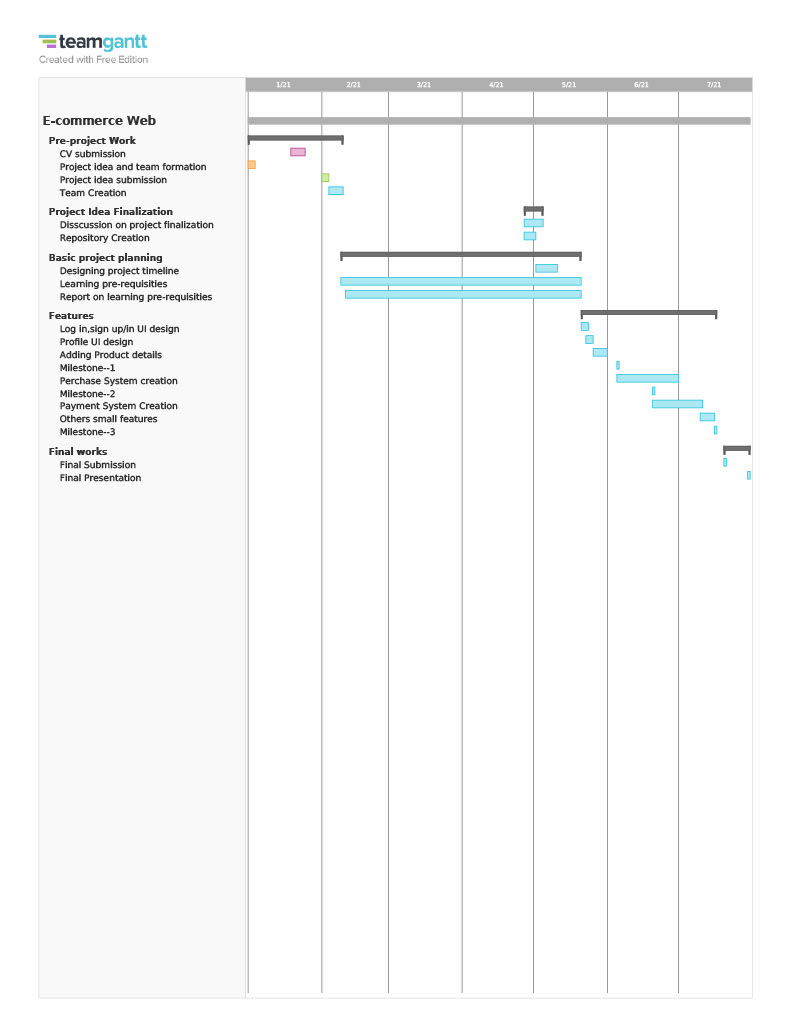 teamgantt
Created with Free Edition
1/21 2/21 3/21 4/21 5/21 6/21 7/21
E-commerce Web
Pre-project Work
CV submission
Project idea and team formation
Project idea submission
Team Creation
Project Idea Finalization
Disscussion on project finalization
Repository Creation
Basic project planning
Designing project timeline
Learning pre-requisities
Report on learning pre-requisities
Features
Log in,sign up/in UI design
Profile UI design
Adding Product details
Milestone--1
Perchase System creation
Milestone--2
Payment System Creation
Others small features
Milestone--3
Final works
Final Submission
Final Presentation